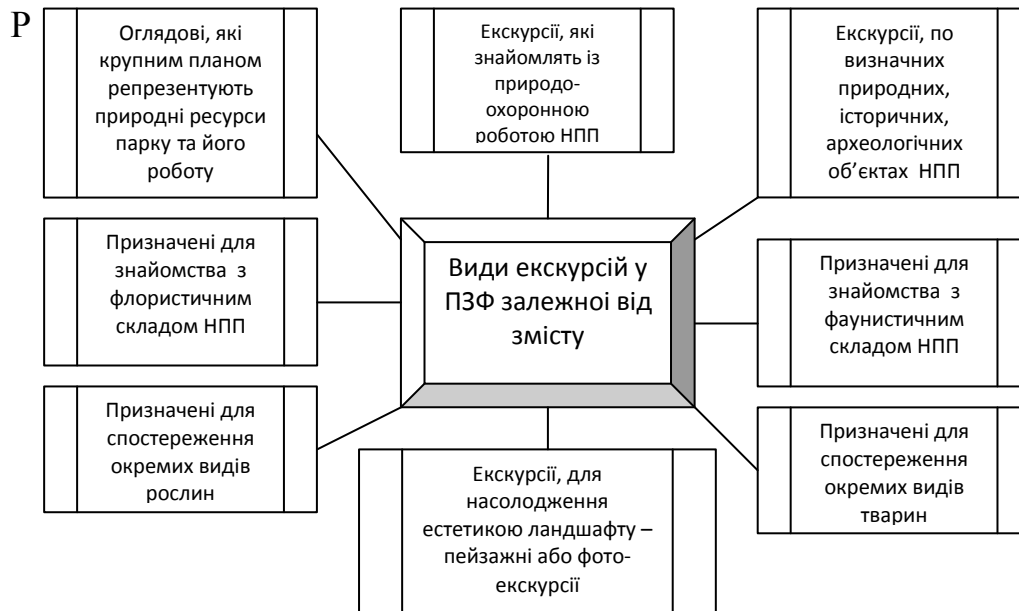 Р
Оглядові, які
крупним планом
репрезентують
природні ресурси
парку та його
роботу
Екскурсії, які
знайомлять із
природо-
охоронною
роботою НПП
Екскурсії, по
визначних
природних,
історичних,
археологічних
об’єктах НПП
Призначені для
знайомства з
флористичним
складом НПП
Види екскурсій у
ПЗФ залежноі від
змісту
Призначені для
знайомства з
фаунистичним
складом НПП
Призначені для
спостереження
окремих видів
рослин
Екскурсії, для
насолодження
естетикою ландшафту –
пейзажні або фото-
екскурсії
Призначені для
спостереження
окремих видів
тварин